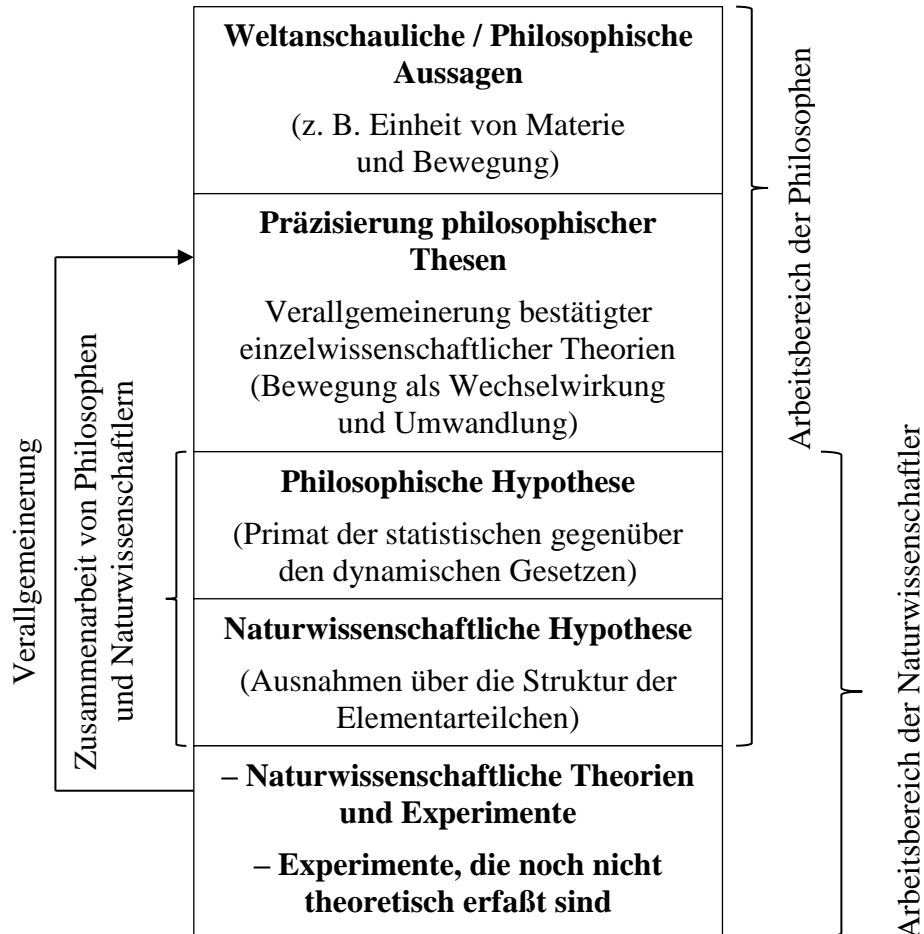 Weltanschauliche / Philosophische
Aussagen
(z. B. Einheit von Materie
und Bewegung)
Präzisierung philosophischer
Thesen
Verallgemeinerung bestätigter
einzelwissenschaftlicher Theorien
(Bewegung als Wechselwirkung
und Umwandlung)
Philosophische Hypothese
(Primat der statistischen gegenüber
den dynamischen Gesetzen)
Naturwissenschaftliche Hypothese
(Ausnahmen über die Struktur der
Elementarteilchen)
– Naturwissenschaftliche Theorien
und Experimente
– Experimente, die noch nicht
theoretisch erfaßt sind
Verallgemeinerung
Zusammenarbeit von Philosophen
und Naturwissenschaftlern
Arbeitsbereich der Philosophen
Arbeitsbereich der Naturwissenschaftler